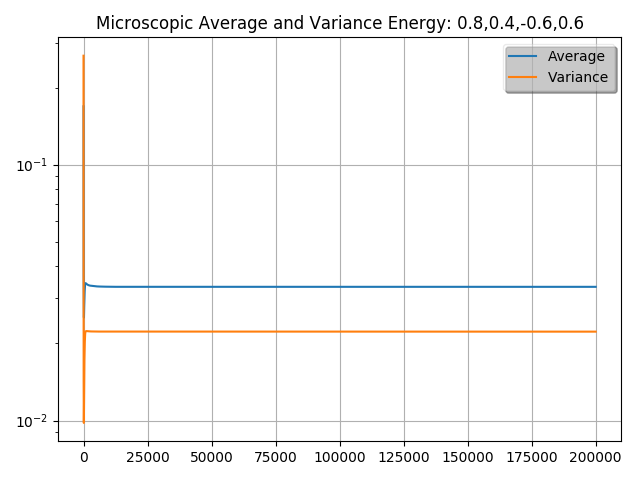 Microscopic Average and Variance Energy: 0.8,0.4,-0.6,0.6
Average
Variance
10⁻¹
10⁻²
0 25000 50000 75000 100000 125000 150000 175000 200000